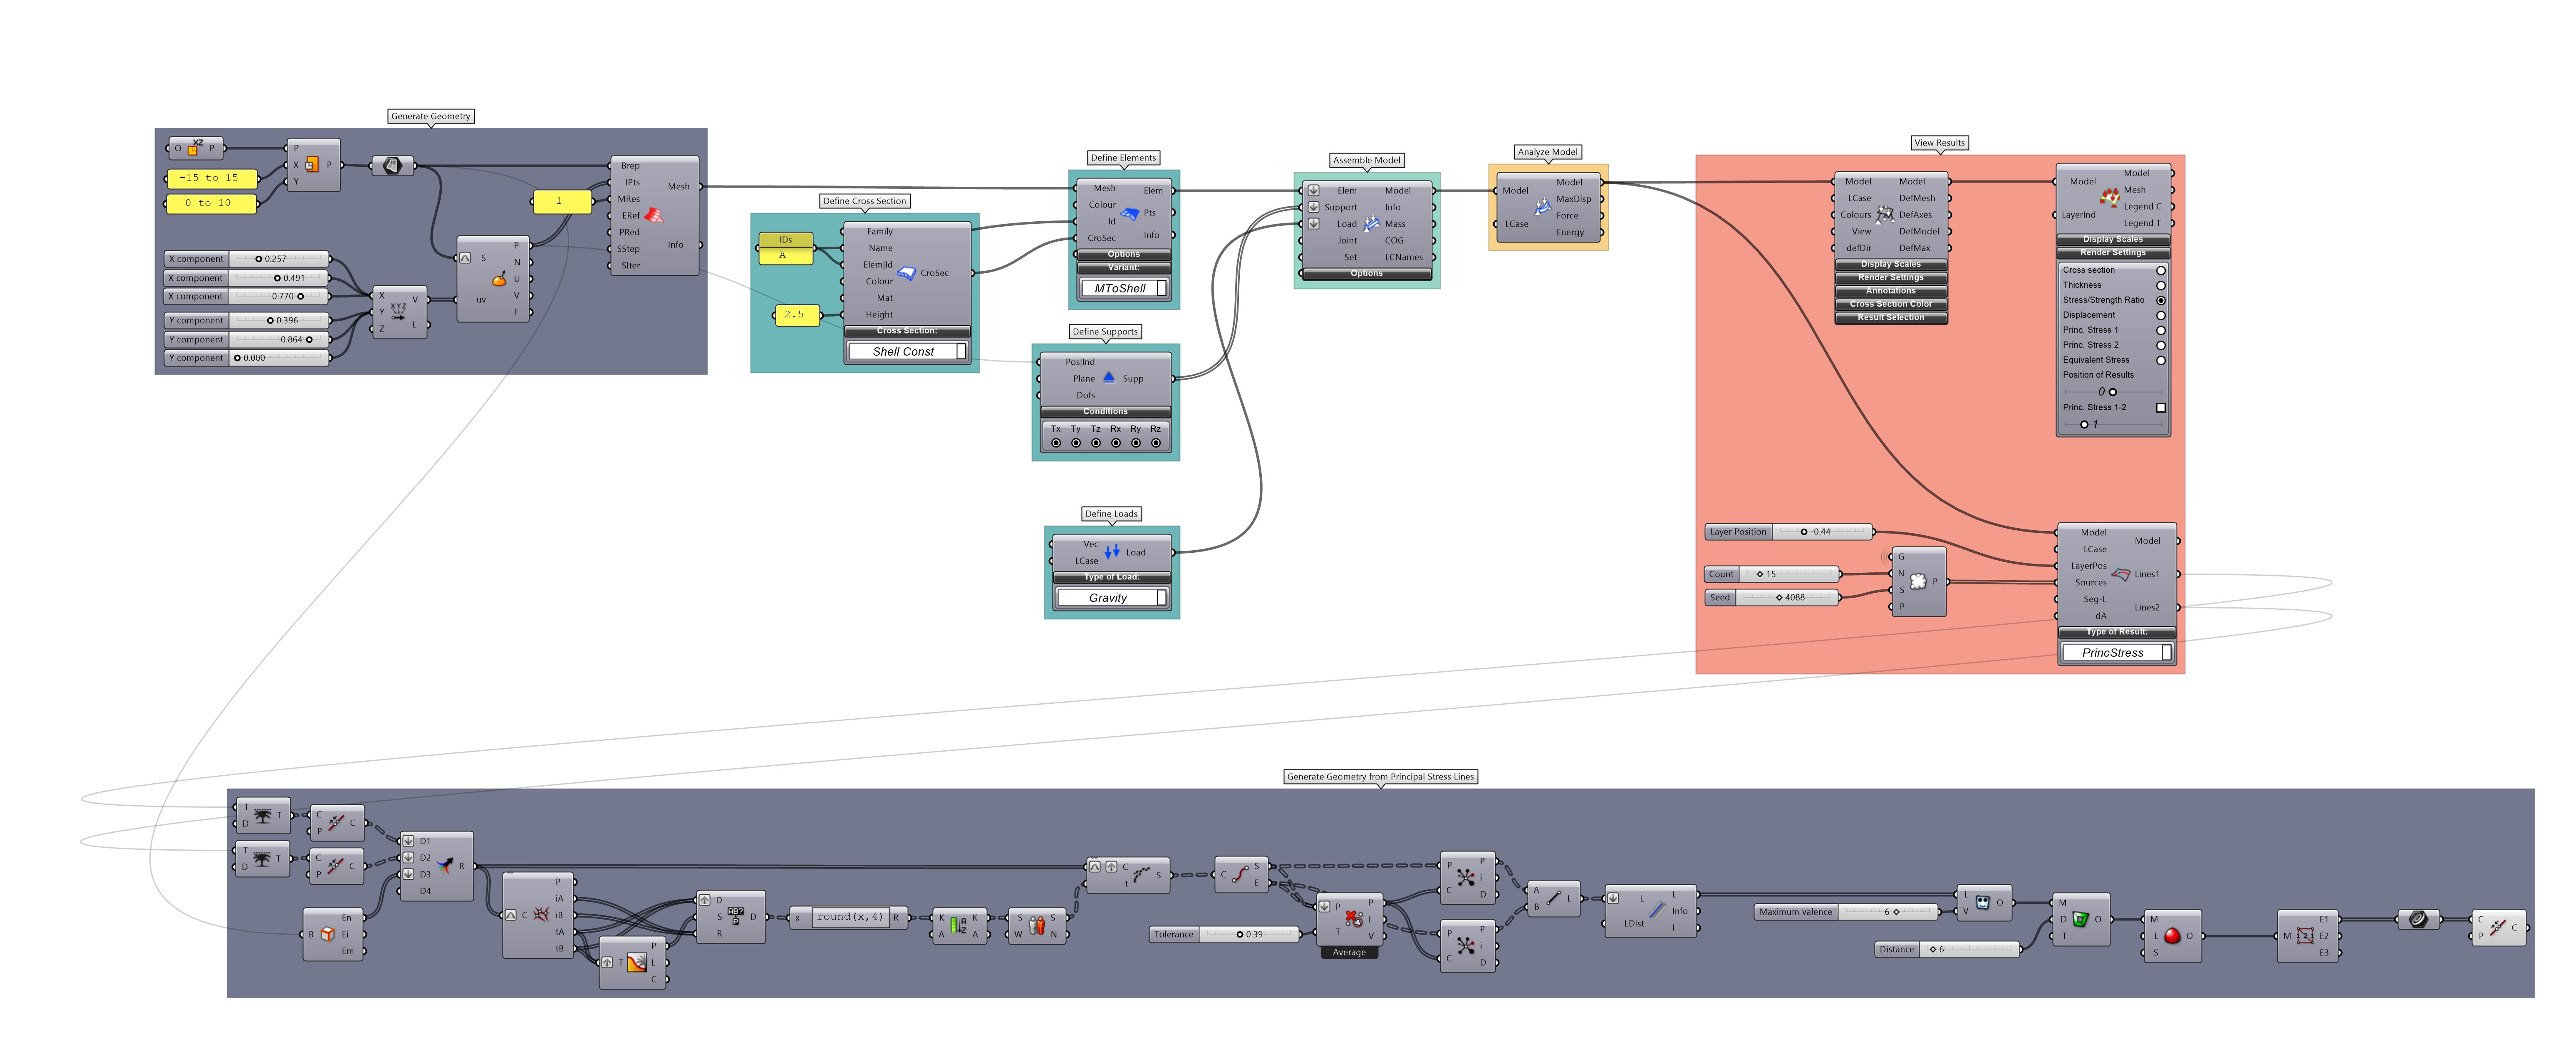 Generate Geometry
O XZ P
P
X P
Y
-15 to 15
0 to 10
X component 0.257
X component 0.491
X component 0.770
Y component 0.396
Y component 0.864
Y component 0.000
X V
Y XYZ
Z L
S P
N
U
uv V
F
1
Brep
IPts
MRes Mesh
ERef
PRed
SStep Info
SIter
Define Cross Section
IDs
A
2.5
Family
Name
Elem|Id
Colour CroSec
Mat
Height
Cross Section:
Shell Const
Define Elements
Mesh Elem
Colour
Id Pts
CroSec Info
Options
Variant:
MToShell
Define Supports
Pos|Ind
Plane Supp
Dofs
Conditions
Tx Ty Tz Rx Ry Rz
Define Loads
Vec Load
LCase
Type of Load:
Gravity
Assemble Model
Elem Model
Support Info
Load Mass
Joint COG
Set LCNames
Options
Analyze Model
Model Model
MaxDisp
Force
LCase Energy
View Results
Model Model
LCase DefMesh
Colours DefAxes
View DefModel
defDir DefMax
Display Scales
Render Settings
Annotations
Cross Section Color
Result Selection
Model Model
Mesh
Legend C
LayerInd Legend T
Display Scales
Render Settings
Cross section
Thickness
Stress/Strength Ratio
Displacement
Princ. Stress 1
Princ. Stress 2
Equivalent Stress
Position of Results
0
Princ. Stress 1-2
1
Layer Position -0.44
Count 15
Seed 4088
G
N P
S
P
Model Model
LCase
LayerPos Lines1
Sources
Seg-L Lines2
dA
Type of Result:
PrincStress
Generate Geometry from Principal Stress Lines
T T
D
C C
P
T T
D
C C
P
D1
D2 R
D3
D4
En
B Ei
Em
P
iA
C iB
tA
tB
P
T L
C
D
S AB? P D
R
x round(x,4) R
K A K
A Z A
S S
W N
C S
t
C S
E
Tolerance 0.39
P P
I
T V
Average
P P
i
C D
P P
i
C D
A L
B
L L
Info
LDist I
Maximum valence 6
L O
V
Distance 6
M
D O
T
M
L O
S
E1
M 121 E2
E3
C C
P